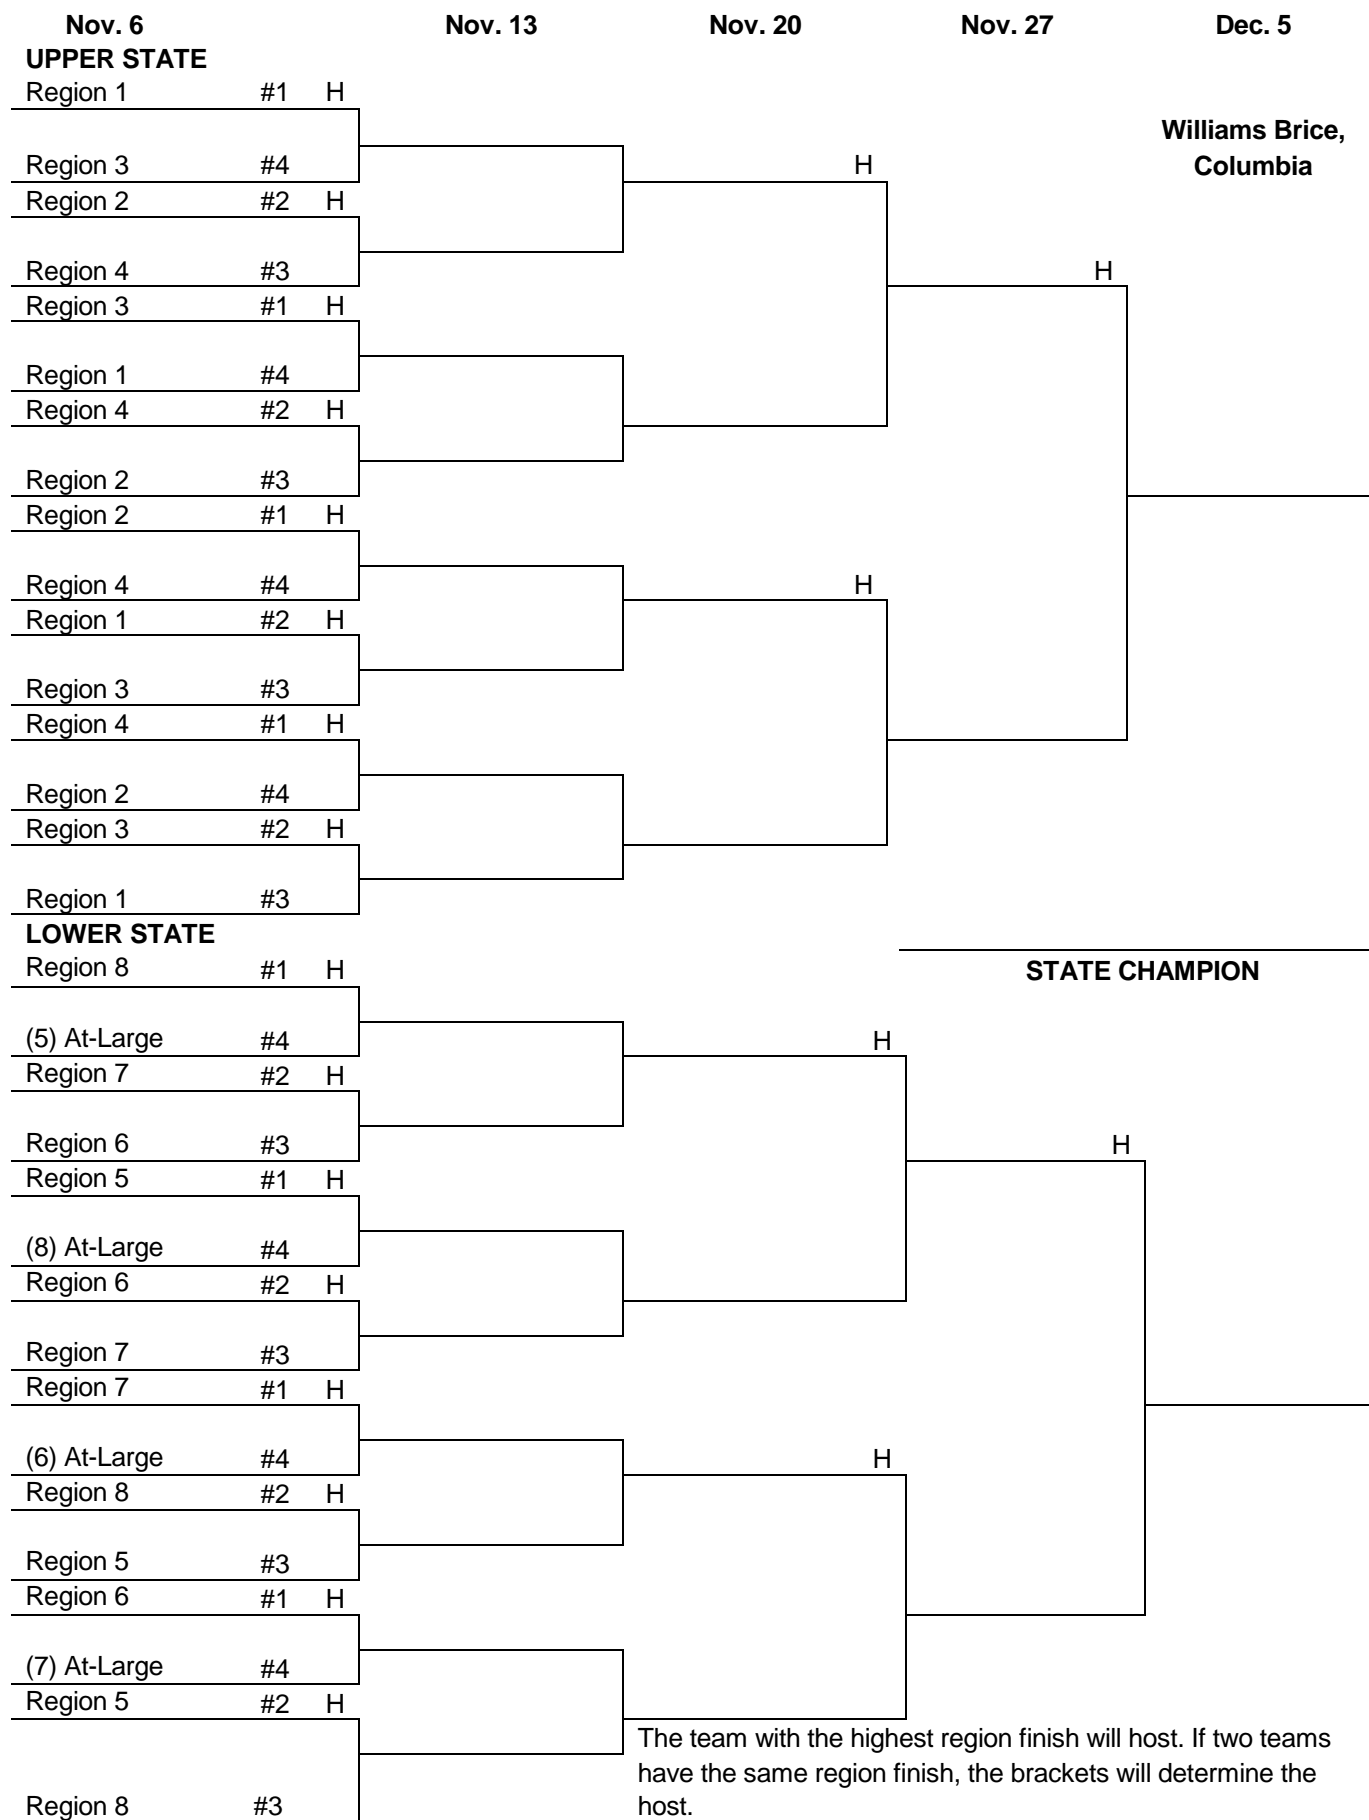 Nov. 6 Nov. 13 Nov. 20 Nov. 27 Dec. 5
UPPER STATE
Region 1 #1 H
Williams Brice,
Columbia
Region 3 #4 H
Region 2 #2 H
Region 4 #3 H
Region 3 #1 H
Region 1 #4
Region 4 #2 H
Region 2 #3
Region 2 #1 H
Region 4 #4 H
Region 1 #2 H
Region 3 #3
Region 4 #1 H
Region 2 #4
Region 3 #2 H
Region 1 #3
LOWER STATE
Region 8 #1 H
STATE CHAMPION
(5) At-Large #4 H
Region 7 #2 H
Region 6 #3 H
Region 5 #1 H
(8) At-Large #4
Region 6 #2 H
Region 7 #3
Region 7 #1 H
(6) At-Large #4 H
Region 8 #2 H
Region 5 #3
Region 6 #1 H
(7) At-Large #4
Region 5 #2 H
The team with the highest region finish will host. If two teams
have the same region finish, the brackets will determine the
host.
Region 8 #3